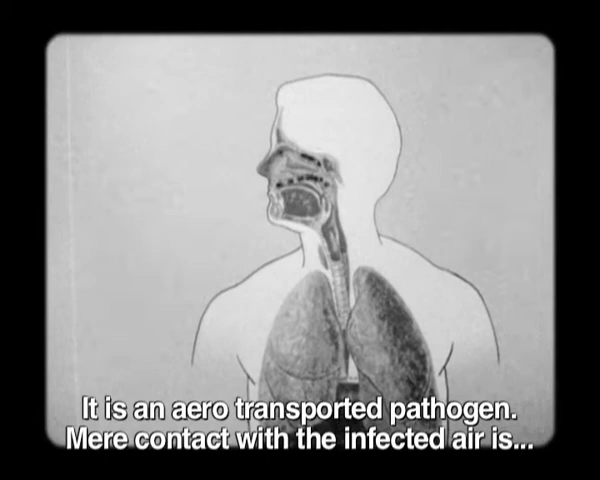 It is an aero transported pathogen.
Mere contact with the infected air is...